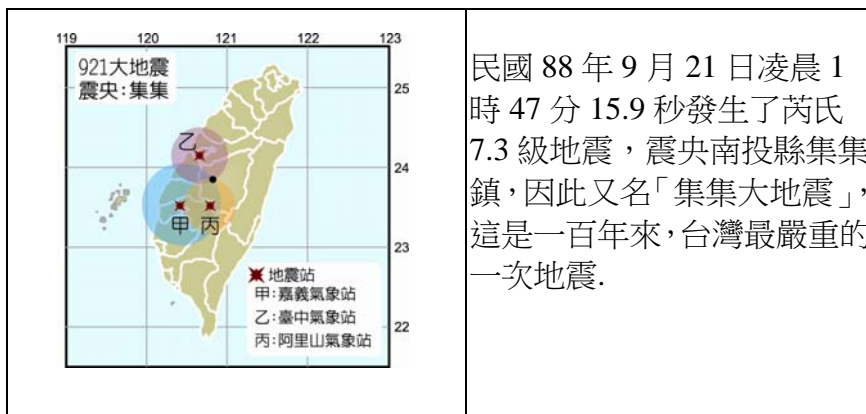 119 120 121 122 123
921大地震
震央:集集
25
乙
24
甲 丙
23
地震站
甲:嘉義氣象站
乙:臺中氣象站
22
丙:阿里山氣象站
民國 88 年 9 月 21 日凌晨 1
時 47 分 15.9 秒發生了芮氏
7.3 級地震，震央南投縣集集
鎮，因此又名「集集大地震」，
這是一百年來，台灣最嚴重的
一次地震.